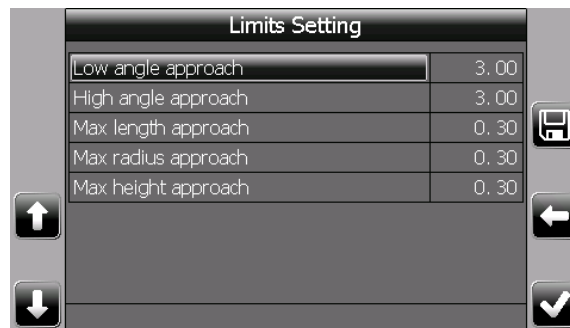 Limits Setting
Low angle approach 3.00
High angle approach 3.00
Max length approach 0.30
Max radius approach 0.30
Max height approach 0.30